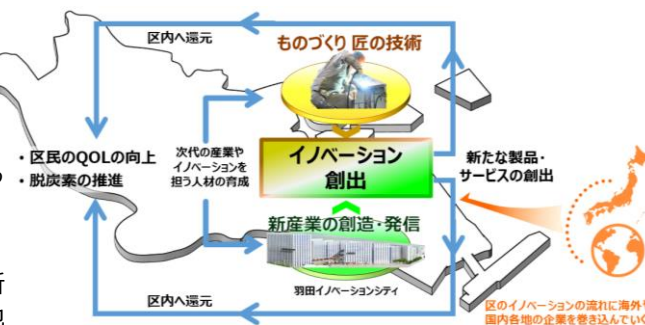 区内へ還元
ものづくり 匠の技術
・区民のQOLの向上
・脱炭素の推進
次代の産業や
イノベーションを
担う人材の育成
イノベーション
創出
新たな製品・
サービスの創出
新産業の創造・発信
羽田イノベーションシティ
区内へ還元
区のイノベーションの流れに海外
国内各地の企業を巻き込んでいく